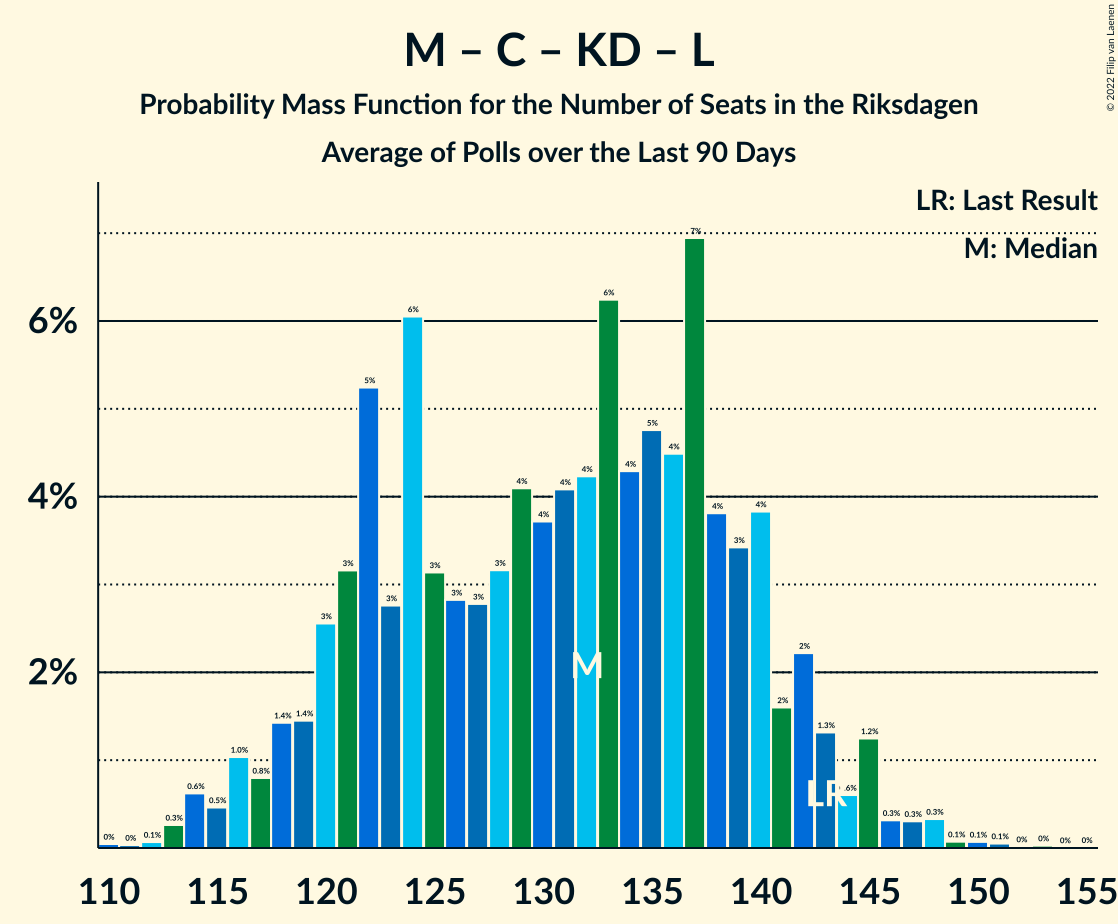 M – C – KD – L
Probability Mass Function for the Number of Seats in the Riksdagen
Average of Polls over the Last 90 Days
© 2022 Filip van Laenen
LR: Last Result
M: Median
6%
4%
2%
0% 0% 0.1% 0.3% 0.6% 0.5% 1.0% 0.8% 1.4% 1.4% 3% 3% 5% 3% 6% 3% 3% 3% 3% 4% 4% 4% 4% 6% 4% 5% 4% 7% 4% 3% 4% 2% 2% 1.3% .6% 1.2% 0.3% 0.3% 0.3% 0.1% 0.1% 0.1% 0% 0% 0% 0%
M
LR
110 115 120 125 130 135 140 145 150 155